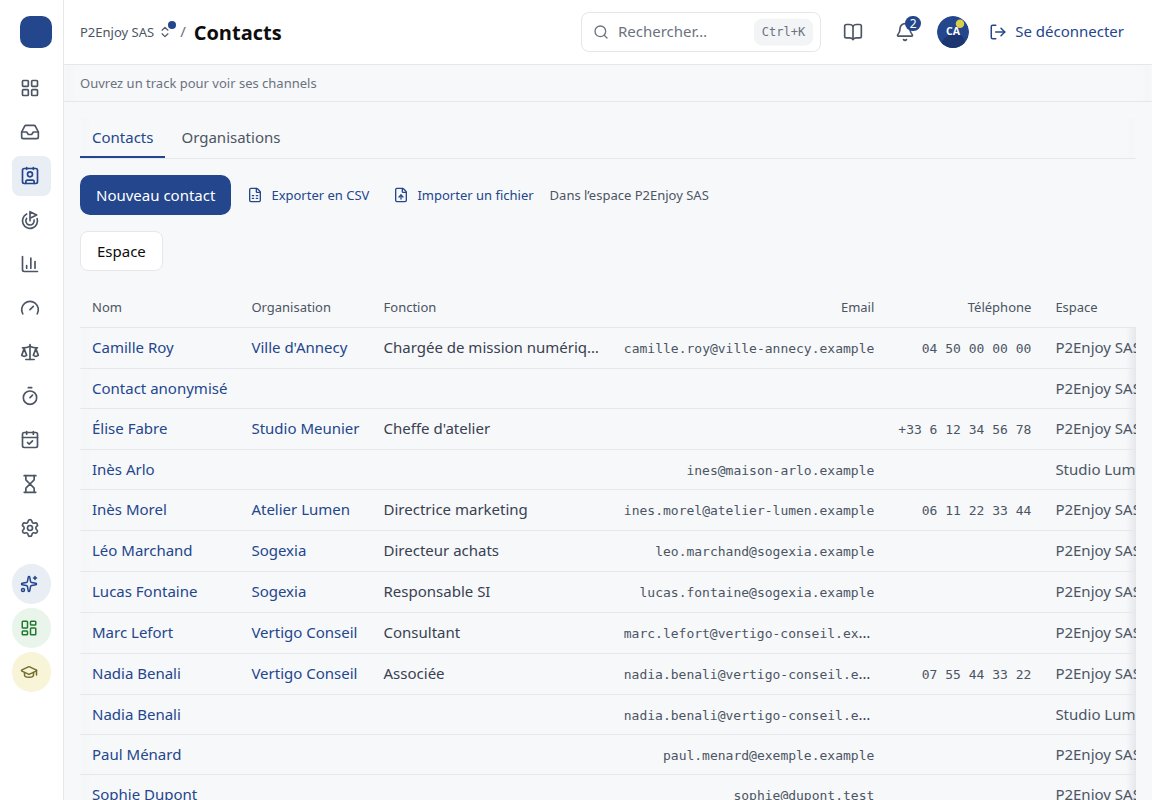 P2Enjoy SAS / Contacts Rechercher... Ctrl+K 2 CA Se déconnecter
Ouvrez un track pour voir ses channels
Contacts Organisations
Nouveau contact Exporter en CSV Importer un fichier Dans l'espace P2Enjoy SAS
Espace
Nom Organisation Fonction Email Téléphone Espace
Camille Roy Ville d'Annecy Chargée de mission numériq... camille.roy@ville-annecy.example 04 50 00 00 00 P2Enjoy SAS
Contact anonymisé P2Enjoy SAS
Élise Fabre Studio Meunier Cheffe d'atelier +33 6 12 34 56 78 P2Enjoy SAS
Inès Arlo ines@maison-arlo.example Studio Lum
Inès Morel Atelier Lumen Directrice marketing ines.morel@atelier-lumen.example 06 11 22 33 44 P2Enjoy SAS
Léo Marchand Sogexia Directeur achats leo.marchand@sogexia.example P2Enjoy SAS
Lucas Fontaine Sogexia Responsable SI lucas.fontaine@sogexia.example P2Enjoy SAS
Marc Lefort Vertigo Conseil Consultant marc.lefort@vertigo-conseil.ex... P2Enjoy SAS
Nadia Benali Vertigo Conseil Associée nadia.benali@vertigo-conseil.e... 07 55 44 33 22 P2Enjoy SAS
Nadia Benali nadia.benali@vertigo-conseil.e... Studio Lum
Paul Ménard paul.menard@exemple.example P2Enjoy SAS
Sophie Dupont sophie@dupont.test P2Enjoy SAS